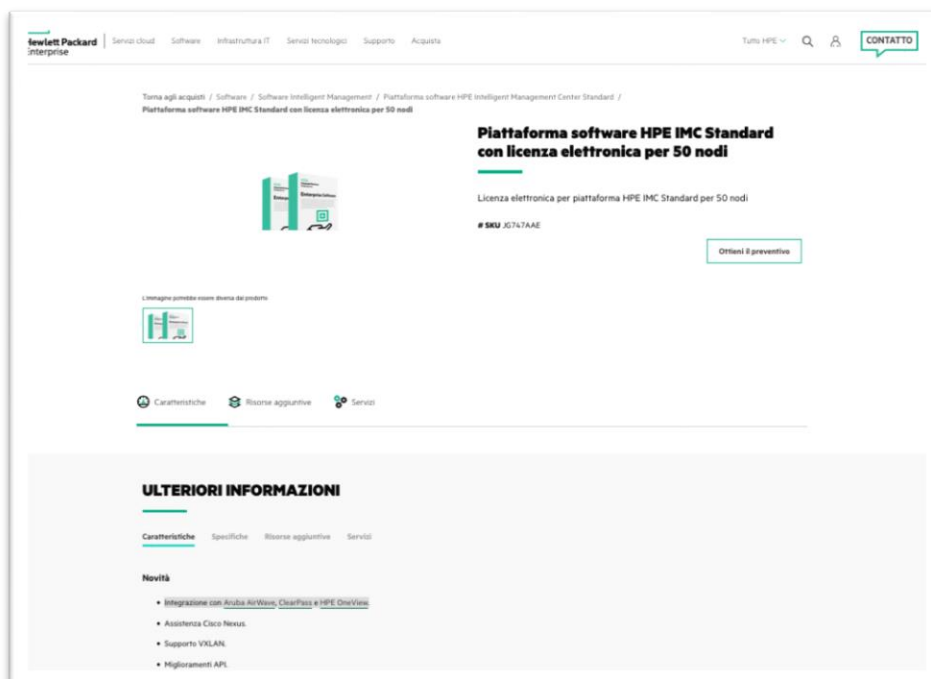 Hewlett Packard
Enterprise
Servizi cloud Software Infrastruttura IT Servizi tecnologici Supporto Acquista
Tutto HPE
CONTATTO
Torna agli acquisti / Software / Software Intelligent Management / Piattaforma software HPE Intelligent Management Center Standard /
Piattaforma software HPE IMC Standard con licenza elettronica per 50 nodi
Piattaforma software HPE IMC Standard
con licenza elettronica per 50 nodi
Licenza elettronica per piattaforma HPE IMC Standard per 50 nodi
# SKU JG747AAE
Ottieni il preventivo
L'immagine potrebbe essere diversa dal prodotto
Caratteristiche Risorse aggiuntive Servizi
ULTERIORI INFORMAZIONI
Caratteristiche Specifiche Risorse aggiuntive Servizi
Novità
• Integrazione con Aruba AirWave, ClearPass e HPE OneView.
• Assistenza Cisco Nexus.
• Supporto VXLAN.
• Miglioramenti API.